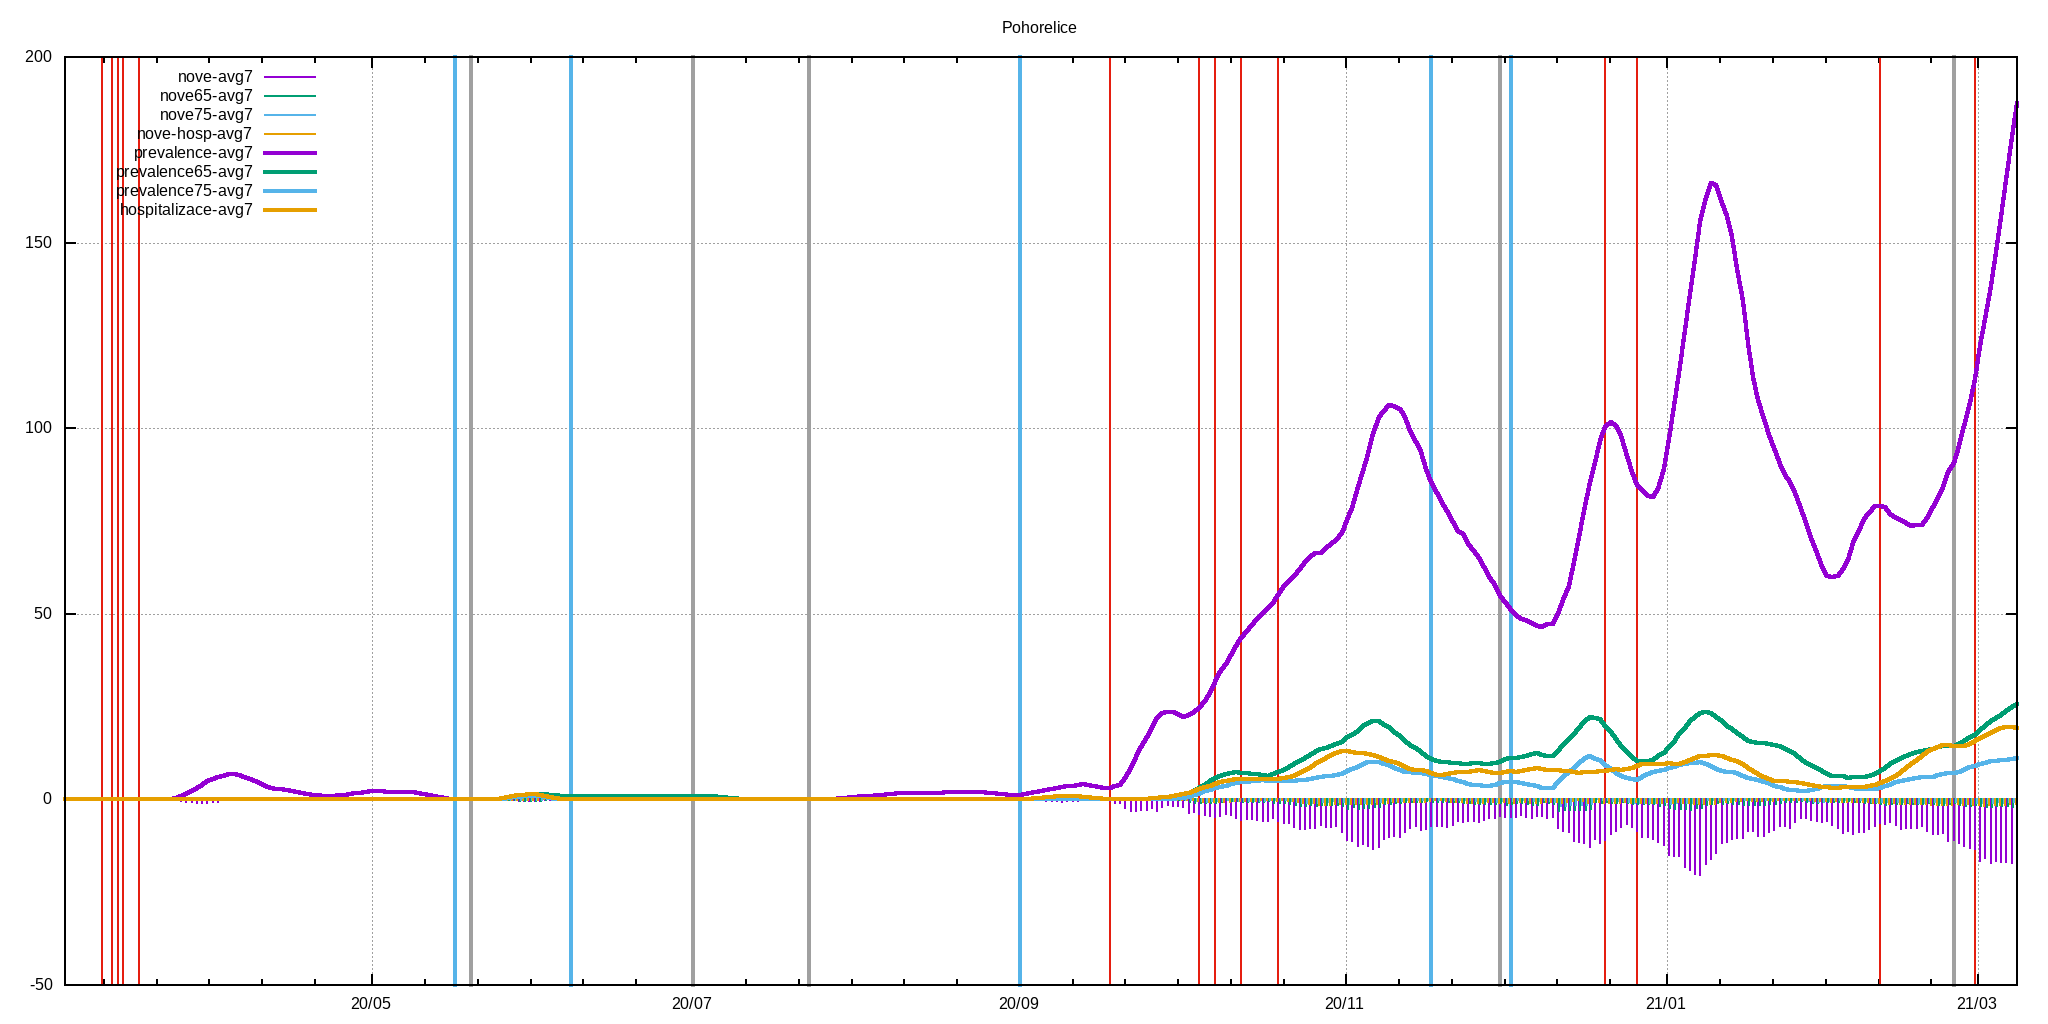 Pohorelice
200
150
100
50
0
-50
nove-avg7
nove65-avg7
nove75-avg7
nove-hosp-avg7
prevalence-avg7
prevalence65-avg7
prevalence75-avg7
hospitalizace-avg7
20/05
20/07
20/09
20/11
21/01
21/03